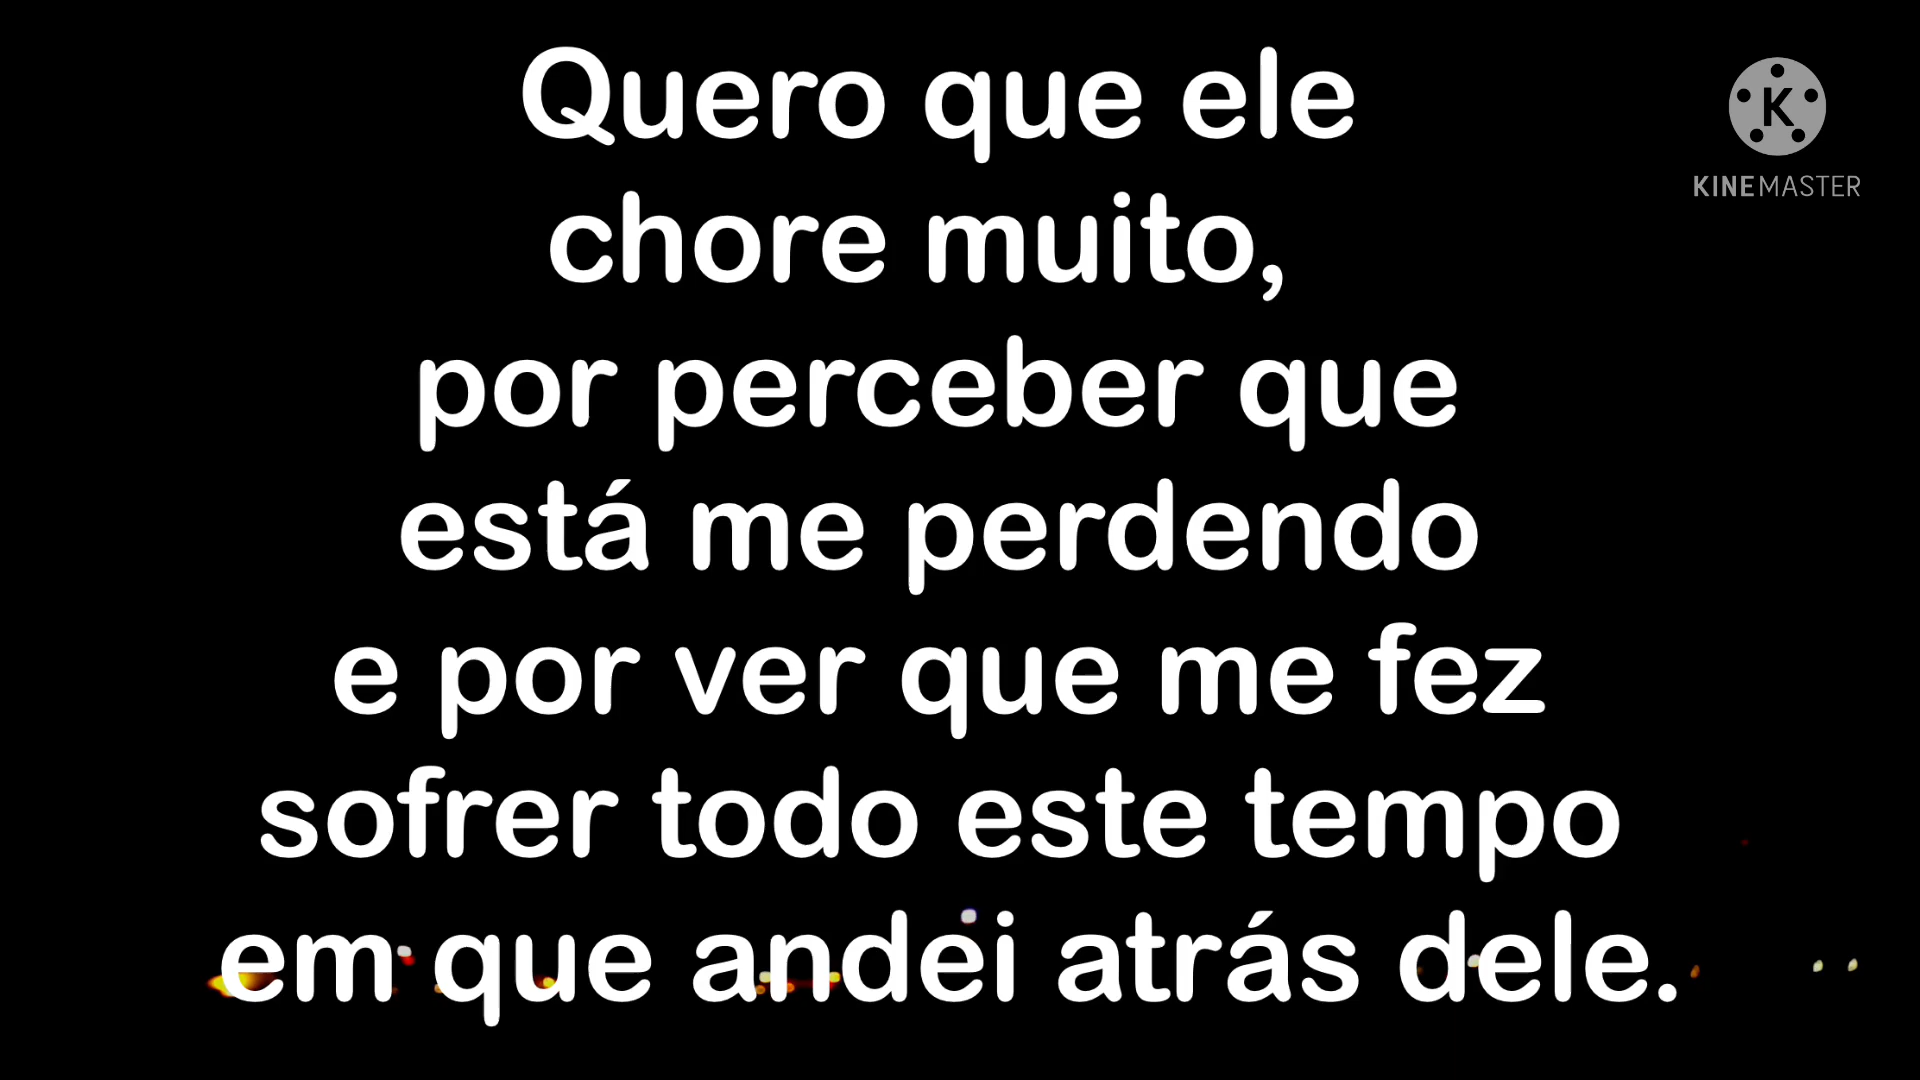 Quero que ele
chore muito,
por perceber que
está me perdendo
e por ver que me fez
sofrer todo este tempo
em que andei atrás dele.
K
KINEMASTER